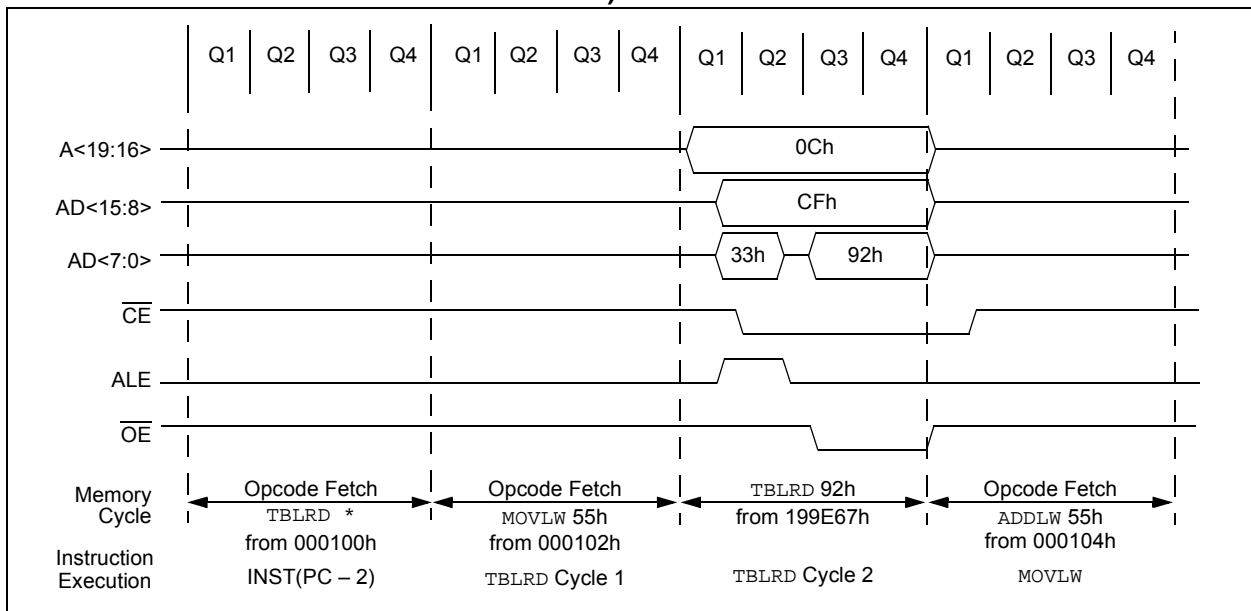 )
Q1 Q2 Q3 Q4 Q1 Q2 Q3 Q4 Q1 Q2 Q3 Q4 Q1 Q2 Q3 Q4
A<19:16> 0Ch
AD<15:8> CFh
AD<7:0> 33h 92h
CE
ALE
OE
Memory Cycle
Opcode Fetch
TBLRD *
from 000100h
Opcode Fetch
MOVLW 55h
from 000102h
TBLRD 92h
from 199E67h
Opcode Fetch
ADDLW 55h
from 000104h
Instruction
Execution
INST(PC – 2)
TBLRD Cycle 1
TBLRD Cycle 2
MOVLW